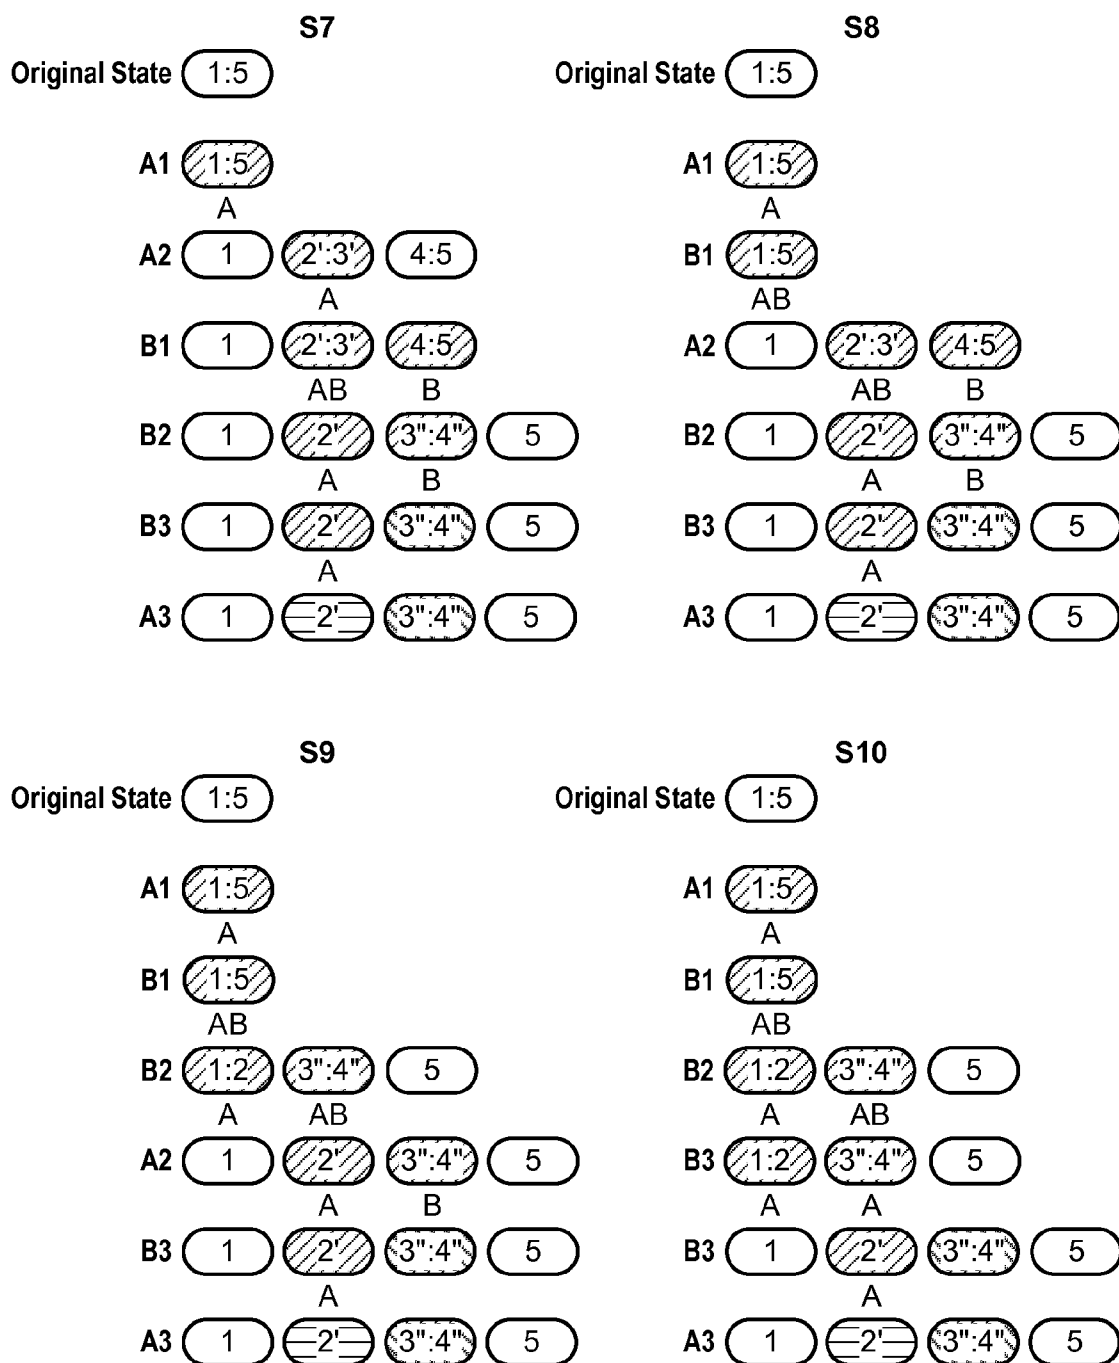 S7
Original State 1:5
A1 1:5
A
A2 1 2':3' 4:5
A
B1 1 2':3' 4:5
AB B
B2 1 2' 3":4" 5
A B
B3 1 2' 3":4" 5
A
A3 1 2' 3":4" 5
S8
Original State 1:5
A1 1:5
A
B1 1:5
AB
A2 1 2':3' 4:5
AB B
B2 1 2' 3":4" 5
A B
B3 1 2' 3":4" 5
A
A3 1 2' 3":4" 5
S9
Original State 1:5
A1 1:5
A
B1 1:5
AB
B2 1:2 3":4" 5
A AB
A2 1 2' 3":4" 5
A B
B3 1 2' 3":4" 5
A
A3 1 2' 3":4" 5
S10
Original State 1:5
A1 1:5
A
B1 1:5
AB
B2 1:2 3":4" 5
A AB
B3 1:2 3":4" 5
A A
B3 1 2' 3":4" 5
A
A3 1 2' 3":4" 5